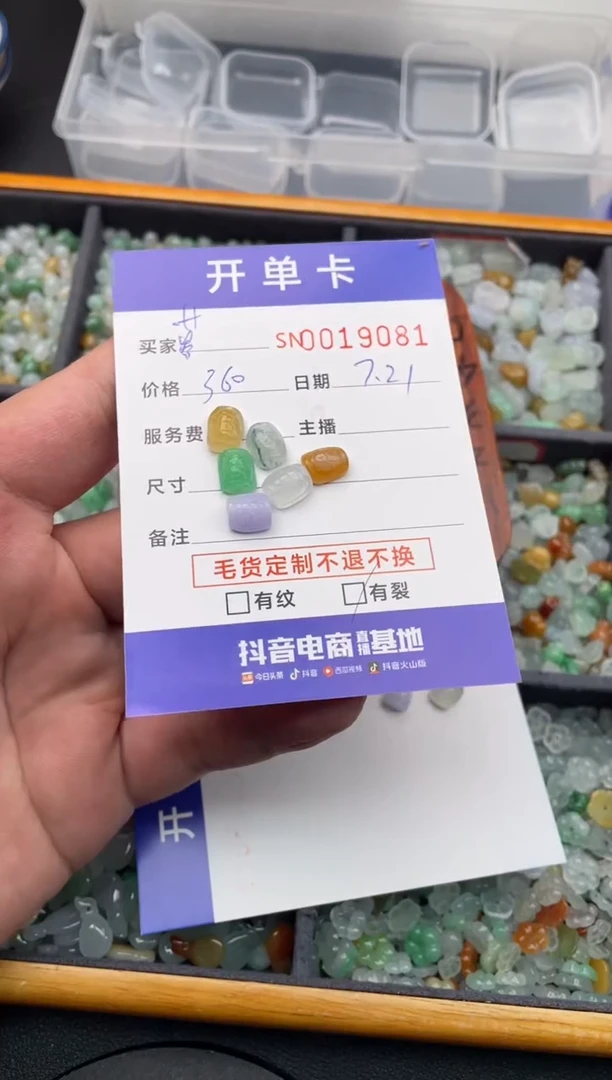 开单卡
买家 SN0019081
价格 360 日期 7.21
服务费 主播
尺寸
备注
毛货定制不退不换
有纹 有裂
抖音电商直播基地
今日头条 抖音 西瓜视频 抖音火山版
开